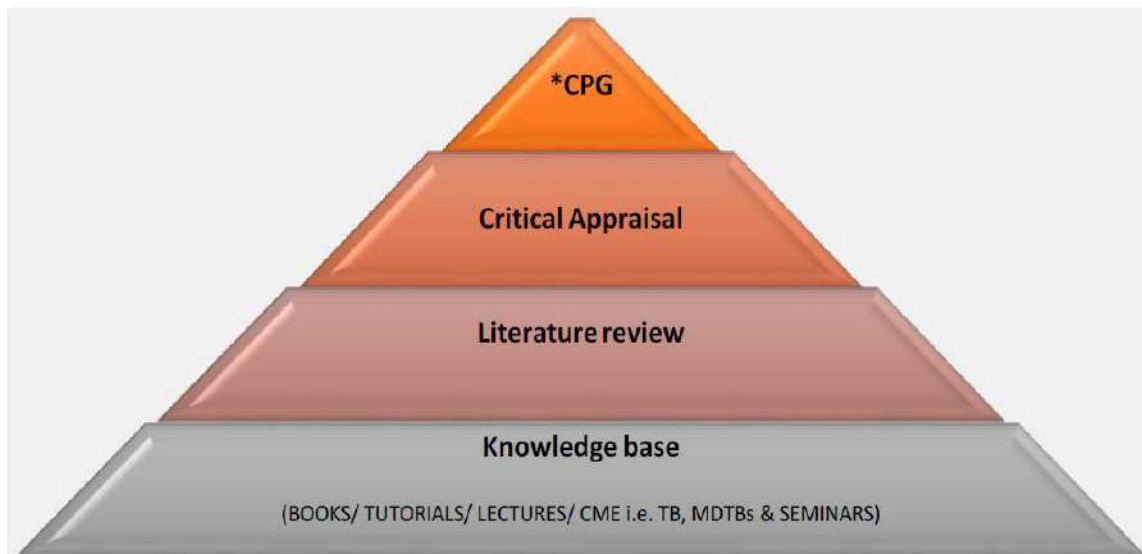 *CPG
Critical Appraisal
Literature review
Knowledge base
(BOOKS/ TUTORIALS/ LECTURES/ CME i.e. TB, MDTBs & SEMINARS)